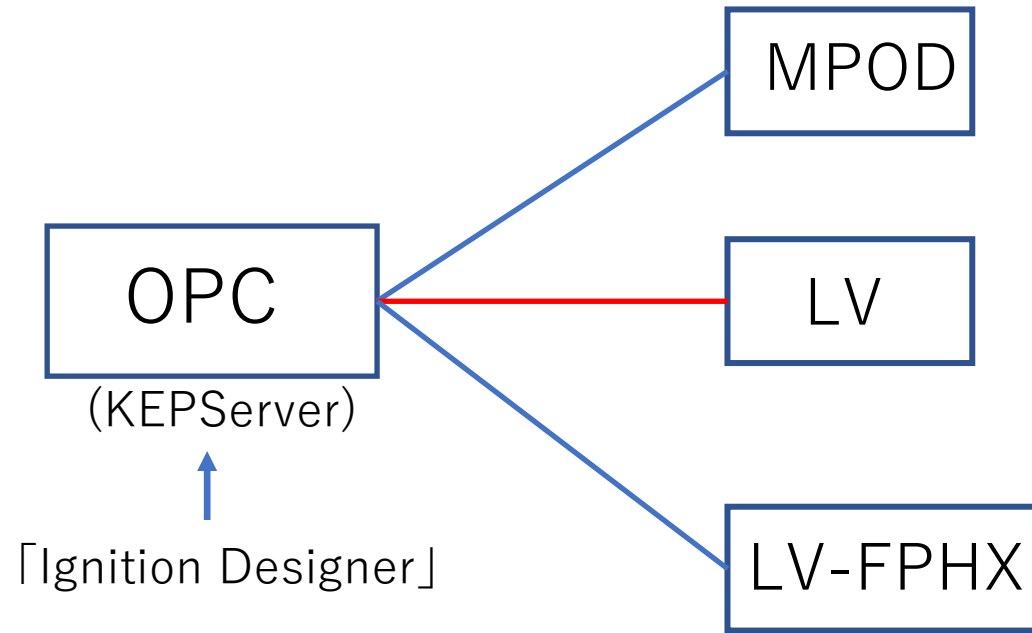 MPOD
OPC
(KEPServer)
LV
「Ignition Designer」
LV-FPHX